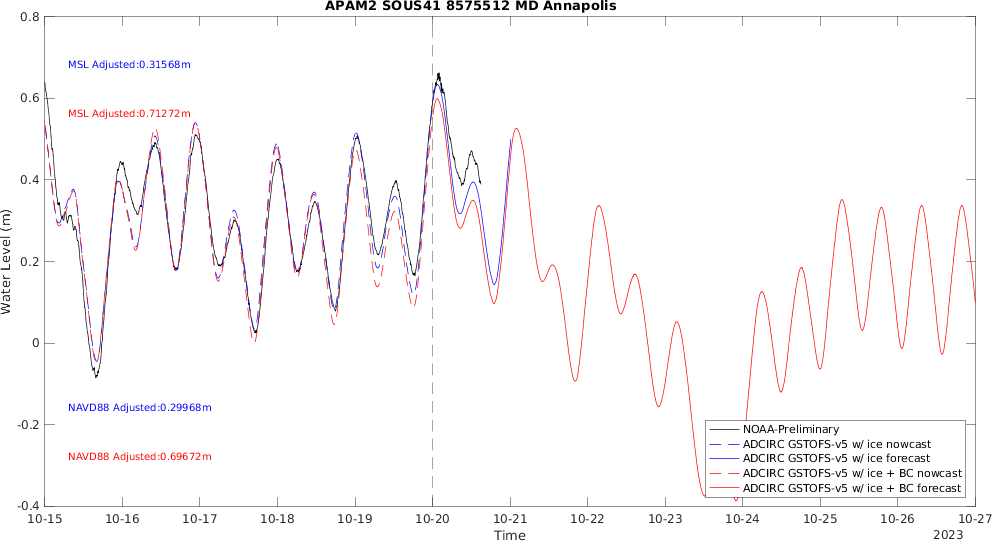 APAM2 SOUS41 8575512 MD Annapolis
0.8
MSL Adjusted:0.31568m
0.6
MSL Adjusted:0.71272m
0.4
Water Level (m)
0.2
0
NAVD88 Adjusted:0.29968m
-0.2
NOAA-Preliminary
ADCIRC GSTOFS-v5 w/ ice nowcast
NAVD88 Adjusted:0.69672m
ADCIRC GSTOFS-v5 w/ ice forecast
ADCIRC GSTOFS-v5 w/ ice + BC nowcast
ADCIRC GSTOFS-v5 w/ ice + BC forecast
-0.4
10-15 10-16 10-17 10-18 10-19 10-20 10-21 10-22 10-23 10-24 10-25 10-26 10-27
Time
2023